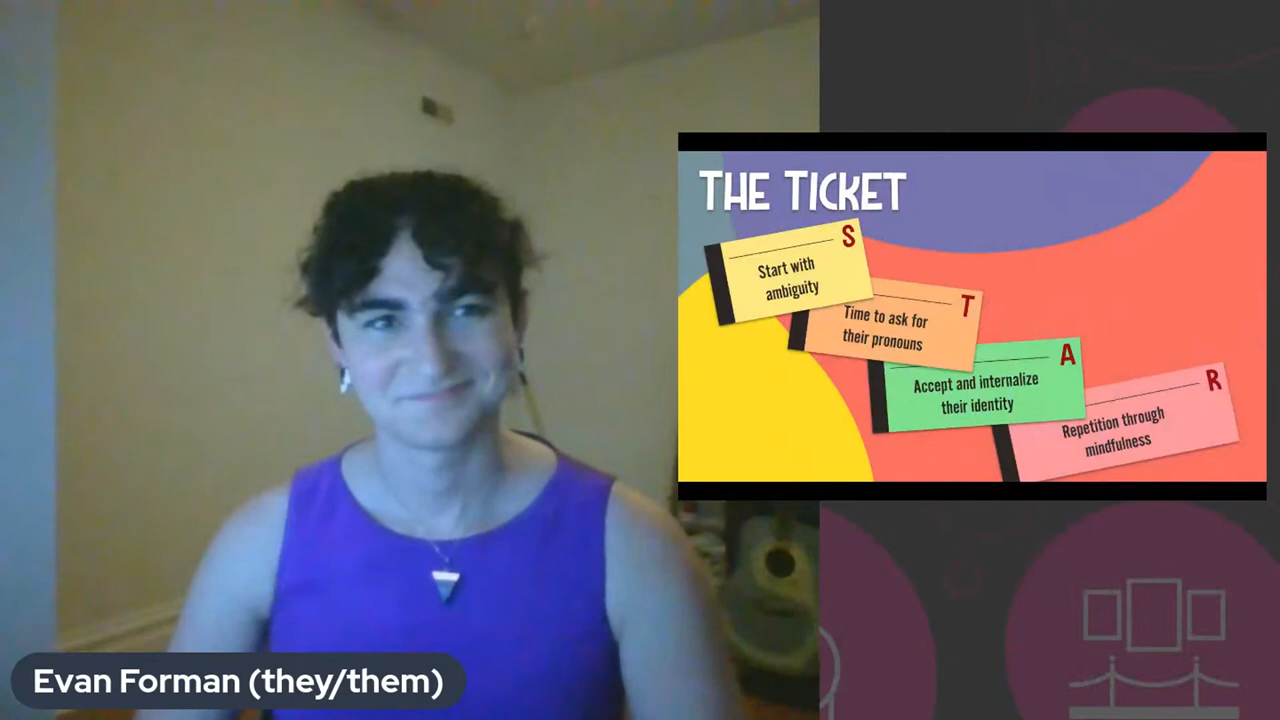 THE TICKET
S
Start with
ambiguity
T
Time to ask for
their pronouns
A
Accept and internalize
their identity
R
Repetition through
mindfulness
Evan Forman (they/them)